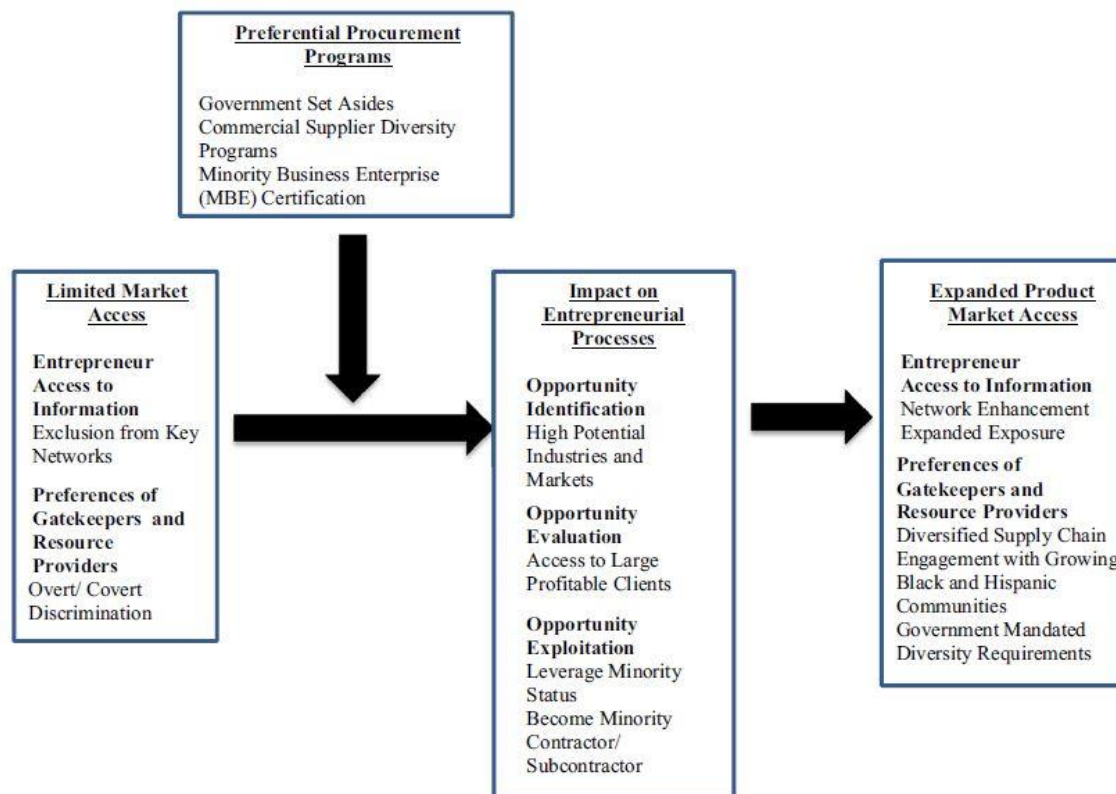 Preferential Procurement
Programs
Government Set Asides
Commercial Supplier Diversity
Programs
Minority Business Enterprise
(MBE) Certification
Limited Market
Access
Entrepreneur
Access to
Information
Exclusion from Key
Networks
Preferences of
Gatekeepers and
Resource
Providers
Overt/ Covert
Discrimination
Impact on
Entrepreneurial
Processes
Opportunity
Identification
High Potential
Industries and
Markets
Opportunity
Evaluation
Access to Large
Profitable Clients
Opportunity
Exploitation
Leverage Minority
Status
Become Minority
Contractor/
Subcontractor
Expanded Product
Market Access
Entrepreneur
Access to Information
Network Enhancement
Expanded Exposure
Preferences of
Gatekeepers and
Resource Providers
Diversified Supply Chain
Engagement with Growing
Black and Hispanic
Communities
Government Mandated
Diversity Requirements